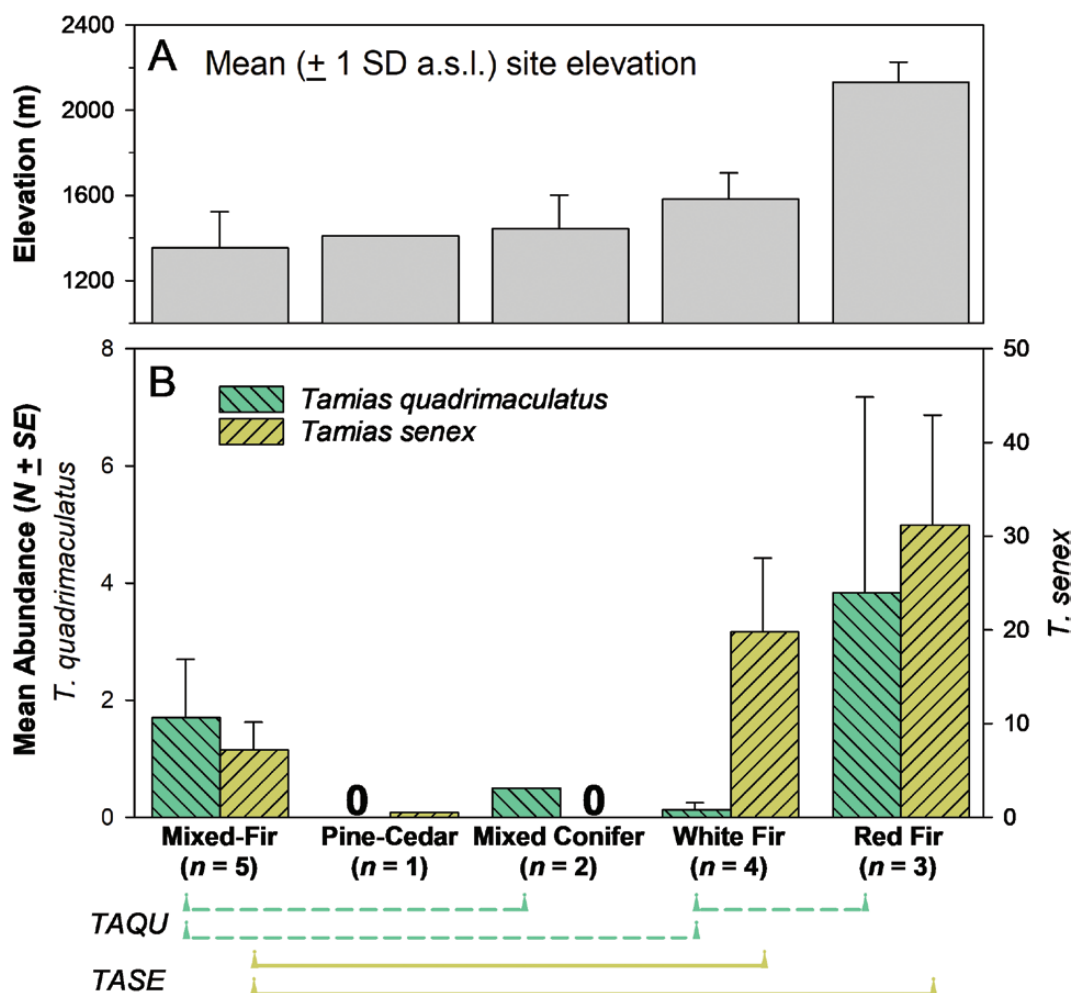 A Mean (± 1 SD a.s.l.) site elevation
Elevation (m)
2400
2000
1600
1200
B
Tamias quadrimaculatus
Tamias senex
Mean Abundance (N ± SE)
T. quadrimaculatus
8
6
4
2
0
50
40
30
20
10
0
T. senex
0
0
Mixed-Fir Pine-Cedar Mixed Conifer White Fir Red Fir
(n = 5) (n = 1) (n = 2) (n = 4) (n = 3)
TAQU
TASE